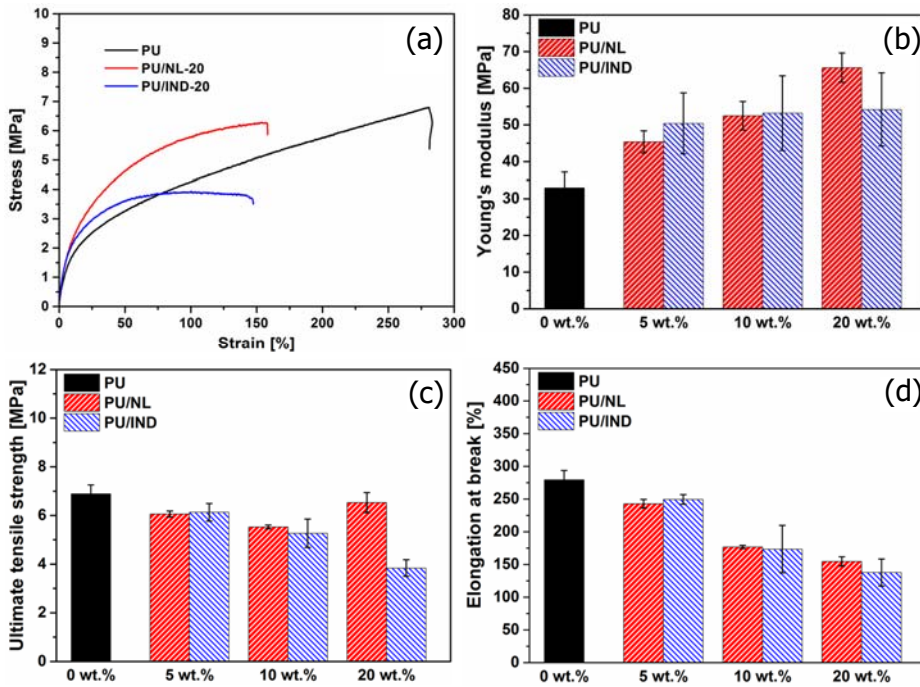 (a)
PU
PU/NL-20
PU/IND-20
Stress [MPa]
10
9
8
7
6
5
4
3
2
1
0
0 50 100 150 200 250 300
Strain [%]
(b)
PU
PU/NL
PU/IND
Young's modulus [MPa]
80
70
60
50
40
30
20
10
0
0 wt.% 5 wt.% 10 wt.% 20 wt.%
(c)
PU
PU/NL
PU/IND
Ultimate tensile strength [MPa]
12
10
8
6
4
2
0
0 wt.% 5 wt.% 10 wt.% 20 wt.%
(d)
PU
PU/NL
PU/IND
Elongation at break [%]
450
400
350
300
250
200
150
100
50
0
0 wt.% 5 wt.% 10 wt.% 20 wt.%